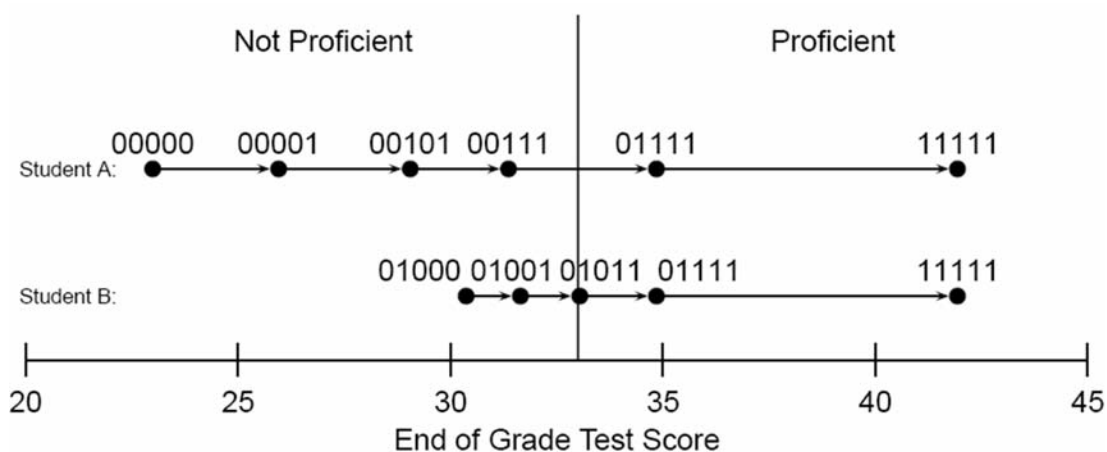 Not Proficient Proficient
00000 00001 00101 00111 01111 11111
Student A:
01000 01001 01011 01111 11111
Student B:
20 25 30 35 40 45
End of Grade Test Score